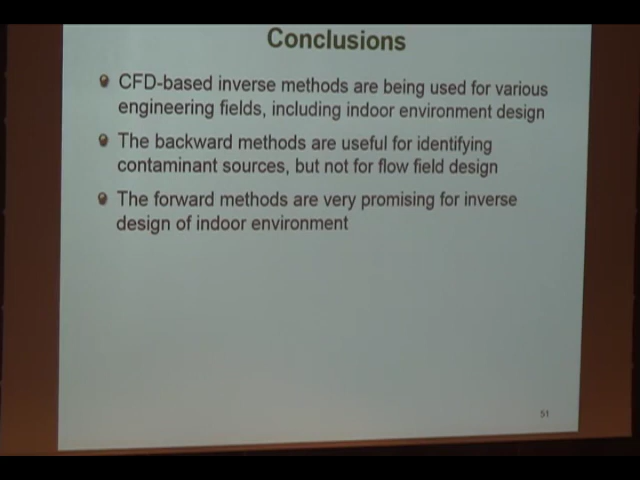 Conclusions
CFD-based inverse methods are being used for various
engineering fields, including indoor environment design
The backward methods are useful for identifying
contaminant sources, but not for flow field design
The forward methods are very promising for inverse
design of indoor environment
51